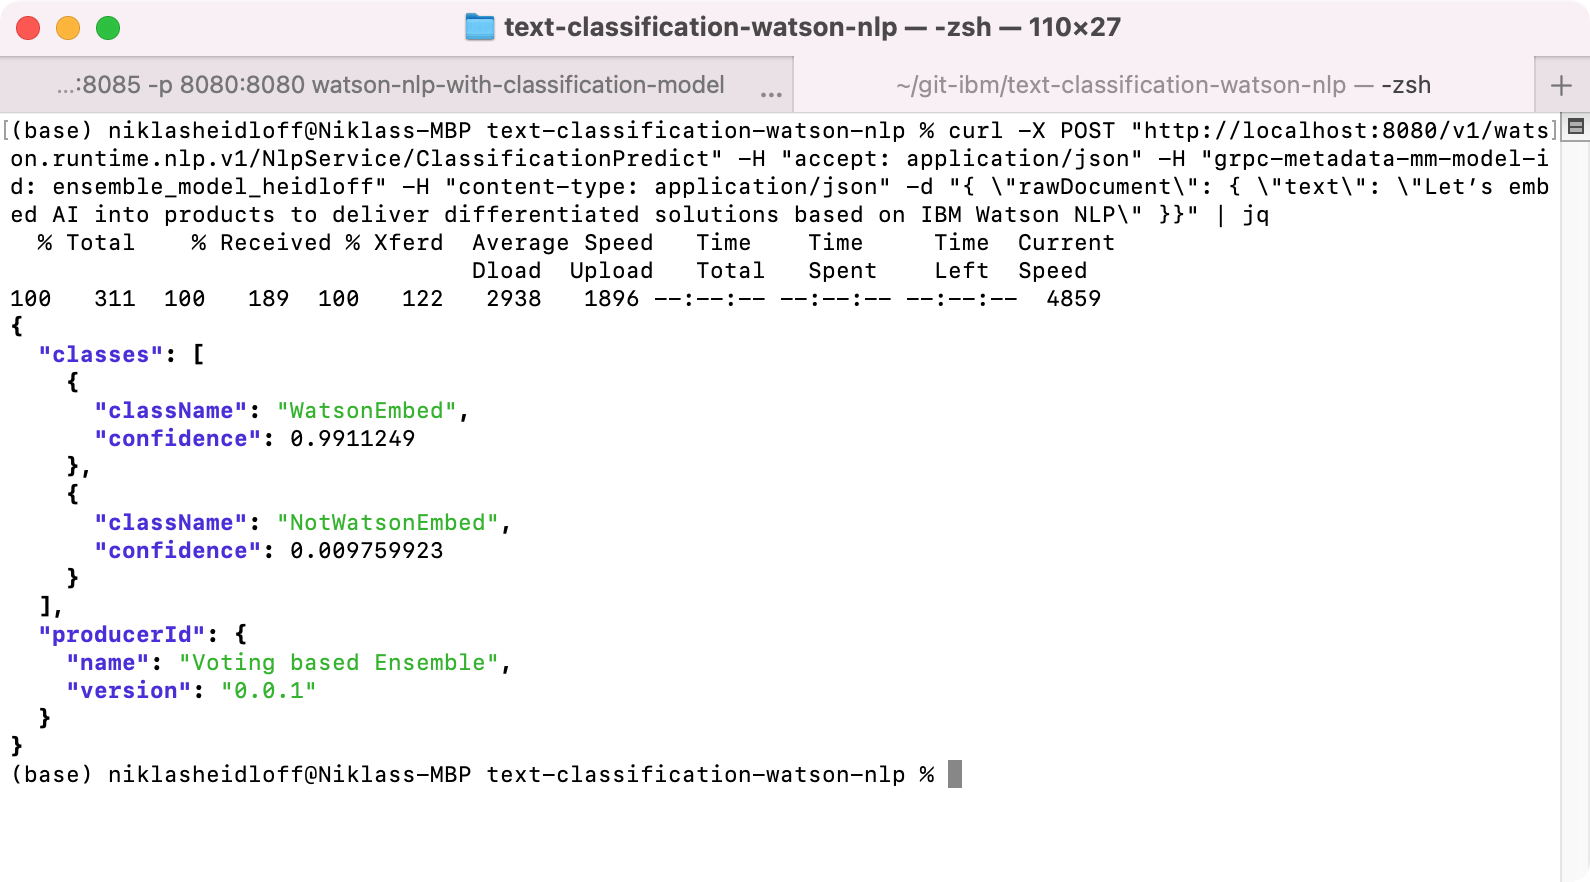 text-classification-watson-nlp — -zsh — 110×27
...:8085 -p 8080:8080 watson-nlp-with-classification-model ...
~/git-ibm/text-classification-watson-nlp — -zsh
+
[(base) niklasheidloff@Niklass-MBP text-classification-watson-nlp % curl -X POST "http://localhost:8080/v1/wats]
on.runtime.nlp.v1/NlpService/ClassificationPredict" -H "accept: application/json" -H "grpc-metadata-mm-model-i
d: ensemble_model_heidloff" -H "content-type: application/json" -d "{ \"rawDocument\": { \"text\": \"Let’s emb
ed AI into products to deliver differentiated solutions based on IBM Watson NLP\" }}" | jq
  % Total    % Received % Xferd  Average Speed   Time    Time     Time  Current
                                 Dload  Upload   Total   Spent    Left  Speed
100   311  100   189  100   122   2938   1896 --:--:-- --:--:-- --:--:--  4859
{
  "classes": [
    {
      "className": "WatsonEmbed",
      "confidence": 0.9911249
    },
    {
      "className": "NotWatsonEmbed",
      "confidence": 0.009759923
    }
  ],
  "producerId": {
    "name": "Voting based Ensemble",
    "version": "0.0.1"
  }
}
(base) niklasheidloff@Niklass-MBP text-classification-watson-nlp %